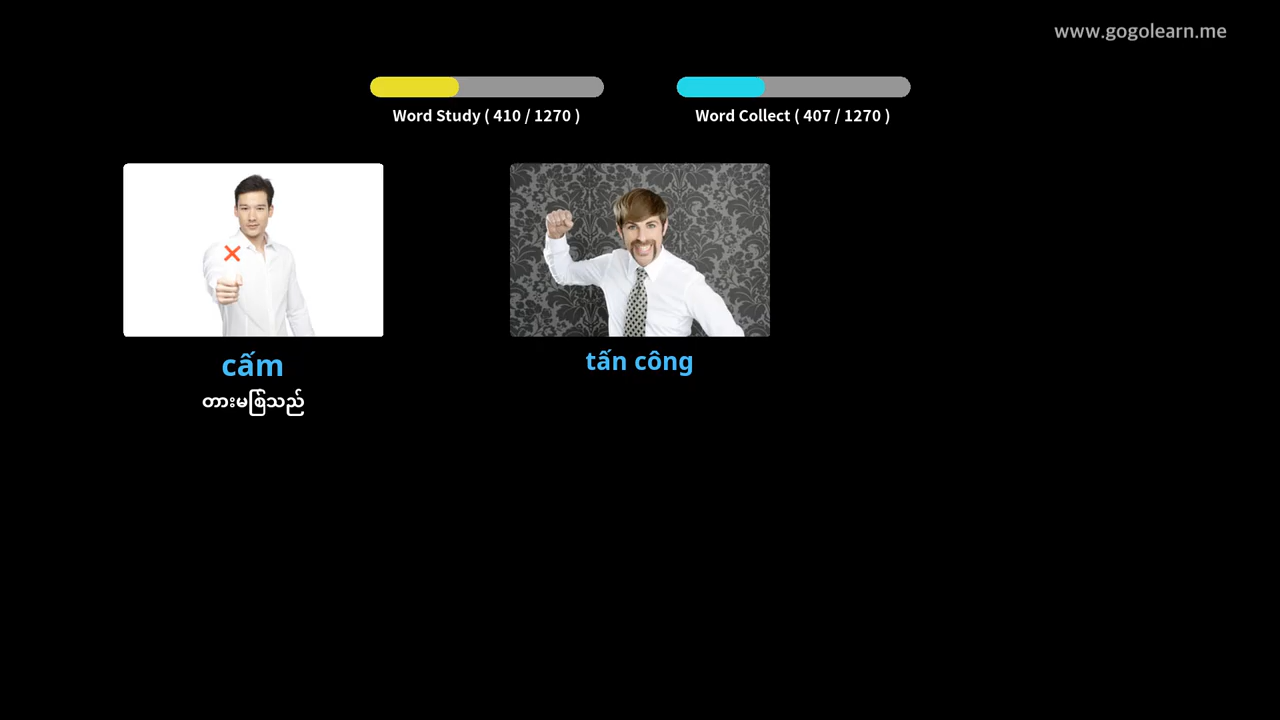 www.gogolearn.me
Word Study ( 410 / 1270 )
Word Collect ( 407 / 1270 )
cấm
တားမစြ်သည်
tấn công